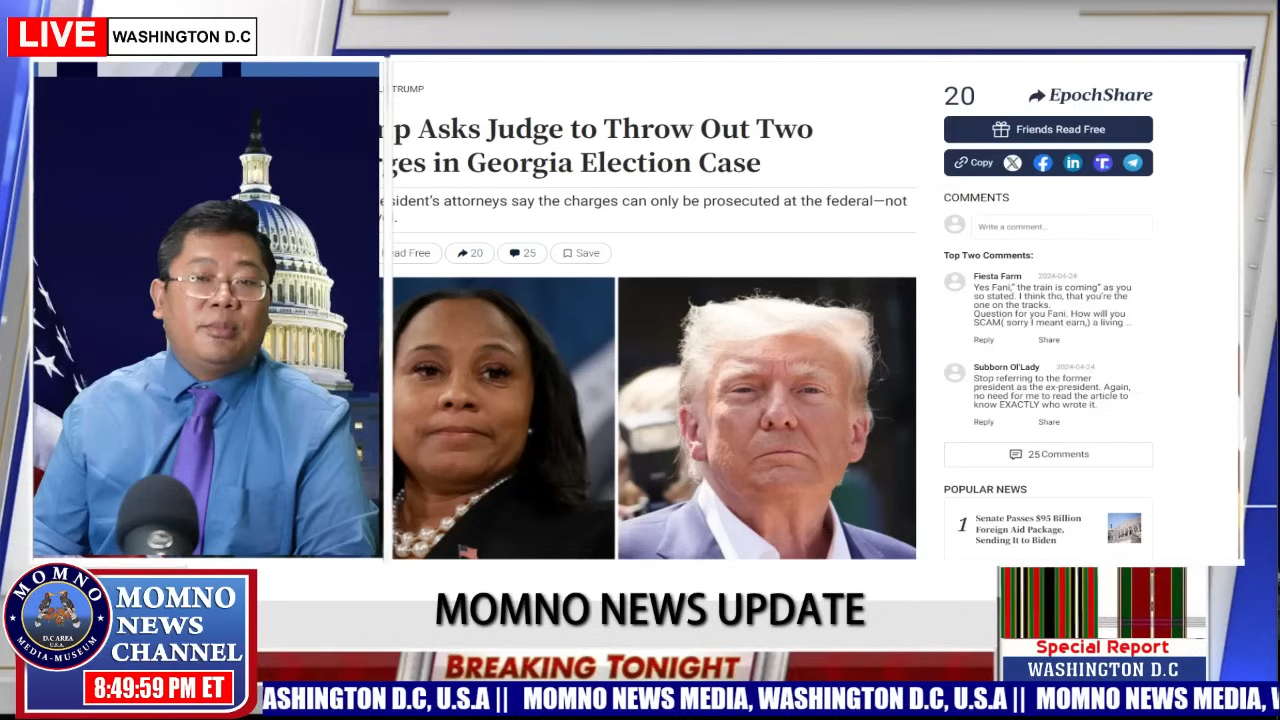 LIVE
WASHINGTON D.C
TRUMP
p Asks Judge to Throw Out Two
ges in Georgia Election Case
sident's attorneys say the charges can only be prosecuted at the federal—not
ad Free
20
25
Save
20
EpochShare
Friends Read Free
Copy
COMMENTS
Write a comment...
Top Two Comments:
Fiesta Farm 2024-04-24
Yes Fani," the train is coming" as you
so stated. I think tho, that you're the
one on the tracks.
Question for you Fani. How will you
SCAM( sorry I meant earn,) a living ...
Reply Share
Subborn Ol'Lady 2024-04-24
Stop referring to the former
president as the ex-president. Again,
no need for me to read the article to
know EXACTLY who wrote it.
Reply Share
25 Comments
POPULAR NEWS
1
Senate Passes $95 Billion
Foreign Aid Package,
Sending It to Biden
MOMNO
D.C AREA
U.S.A
MEDIA-MUSEUM
MOMNO
NEWS
CHANNEL
8:49:59 PM ET
MOMNO NEWS UPDATE
BREAKING TONIGHT
Special Report
WASHINGTON D.C
ASHINGTON D.C, U.S.A || MOMNO NEWS MEDIA, WASHINGTON D.C, U.S.A || MOMNO NEWS MEDIA, W